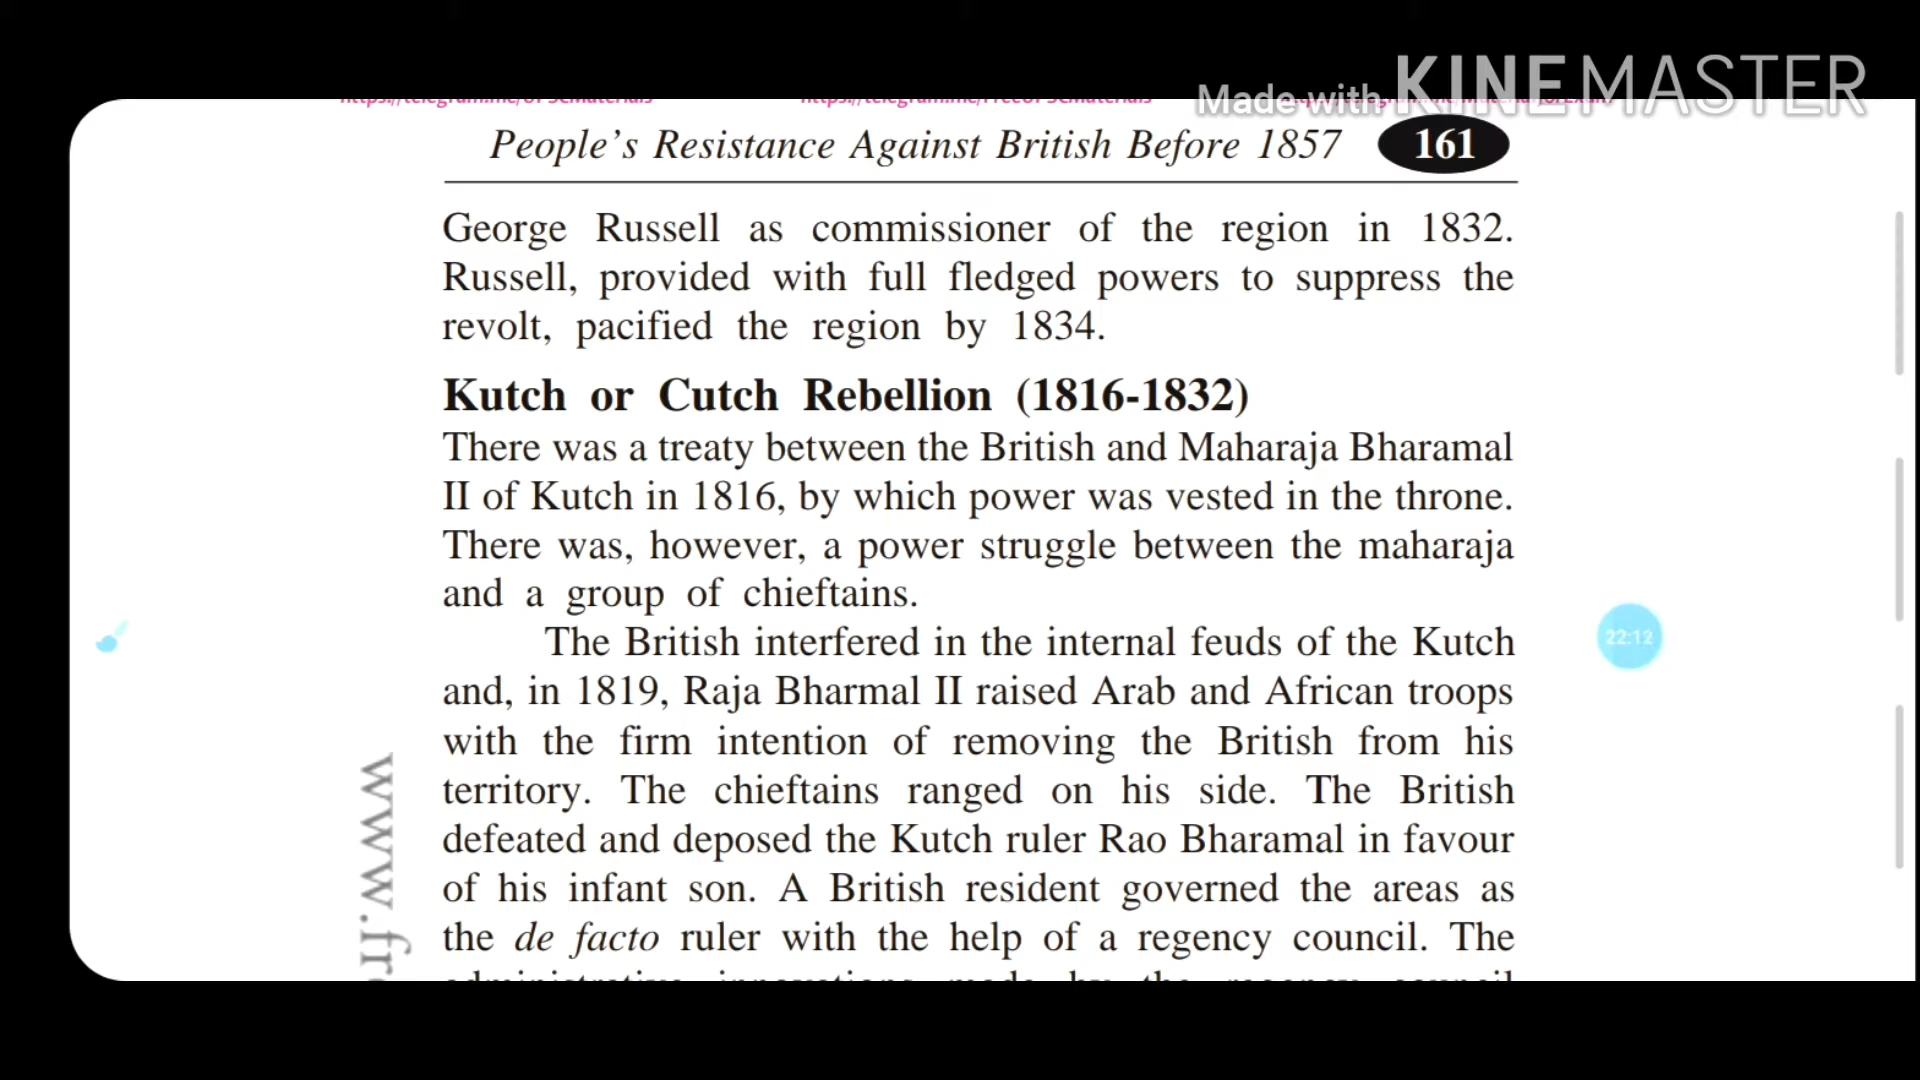 Made with KINEMASTER
People's Resistance Against British Before 1857 161
George Russell as commissioner of the region in 1832.
Russell, provided with full fledged powers to suppress the
revolt, pacified the region by 1834.
Kutch or Cutch Rebellion (1816-1832)
There was a treaty between the British and Maharaja Bharamal
II of Kutch in 1816, by which power was vested in the throne.
There was, however, a power struggle between the maharaja
and a group of chieftains.
The British interfered in the internal feuds of the Kutch
and, in 1819, Raja Bharmal II raised Arab and African troops
with the firm intention of removing the British from his
territory. The chieftains ranged on his side. The British
defeated and deposed the Kutch ruler Rao Bharamal in favour
of his infant son. A British resident governed the areas as
the de facto ruler with the help of a regency council. The
administrative innovations made by the regency council
22:12
www.fr